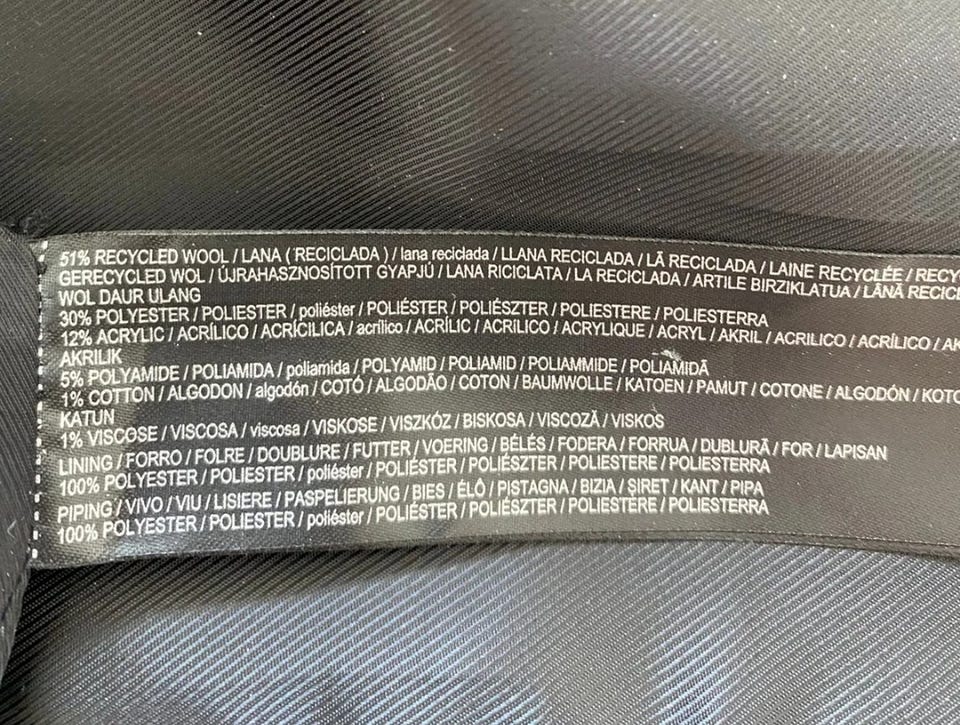 51% RECYCLED WOOL / LANA ( RECICLADA ) / lana reciclada / LLANA RECICLADA / LÃ RECICLADA / LAINE RECYCLÉE / RECY
GERECYCLED WOL / ÚJRAHASZNOSÍTOTT GYAPJÚ / LANA RICICLATA / LA RECICLADA / ARTILE BIRZIKLATUA / LÂNĂ RECICL
WOL DAUR ULANG
30% POLYESTER / POLIESTER / poliéster / POLIÉSTER / POLIÉSZTER / POLIESTERE / POLIESTERRA
12% ACRYLIC / ACRÍLICO / ACRÍCILICA / acrílico / ACRÍLIC / ACRÍLICO / ACRYLIQUE / ACRYL / AKRIL / ACRILICO / ACRÍLICO / AK
AKRILIK
5% POLYAMIDE / POLIAMIDA / poliamida / POLYAMID / POLIAMID / POLIAMMIDE / POLIAMIDĂ
1% COTTON / ALGODON / algodón / COTÓ / ALGODÃO / COTON / BAUMWOLLE / KATOEN / PAMUT / COTONE / ALGODÓN / KOTO
KATUN
1% VISCOSE / VISCOSA / viscosa / VISKOSE / VISZKÓZ / BISKOSA / VISCOZĂ / VISKOS
LINING / FORRO / FOLRE / DOUBLURE / FUTTER / VOERING / BÉLÉS / FODERA / FORRUA / DUBLURĂ / FOR / LAPISAN
100% POLYESTER / POLIESTER / poliéster / POLIÉSTER / POLIÉSZTER / POLIESTERE / POLIESTERRA
PIPING / VIVO / VIU / LISIERE / PASPELIERUNG / BIES / ÉLÔ / PISTAGNA / BIZIA / ŞIRET / KANT / PIPA
100% POLYESTER / POLIESTER / poliéster / POLIÉSTER / POLIÉSZTER / POLIESTERE / POLIESTERRA